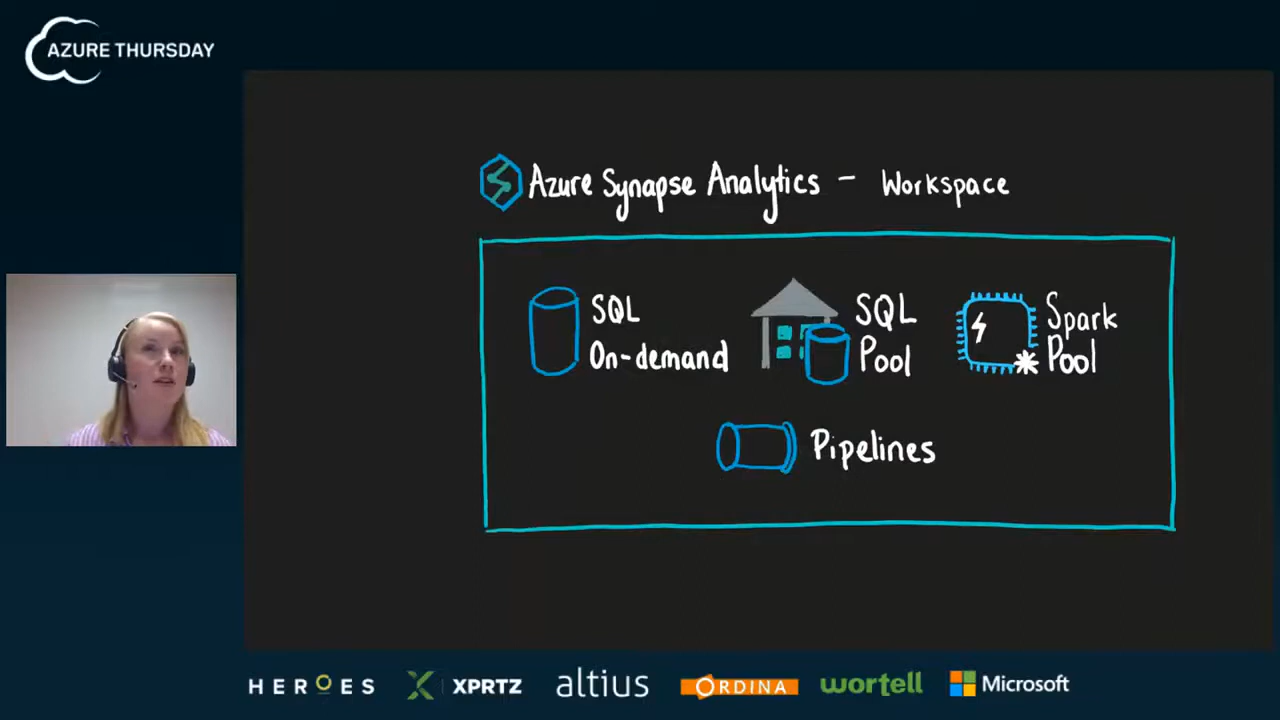 AZURE THURSDAY
Azure Synapse Analytics - Workspace
SQL
On-demand
SQL
Pool
Spark
Pool
Pipelines
HEROES
XPRTZ
altius
ORDINA
wortell
Microsoft